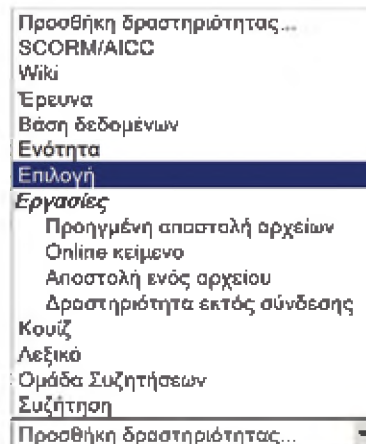 Προσθήκη δραστηριότητας...
SCORM/AICC
Wiki
Έρευνα
Βάση δεδομένων
Ενότητα
Επιλογή
Εργασίες
Προηγμένη αποστολή αρχείων
Online κείμενο
Αποστολή ενός αρχείου
Δραστηριότητα εκτός σύνδεσης
Κουίζ
Λεξικό
Ομάδα Συζητήσεων
Συζήτηση
Προσθήκη δραστηριότητας...